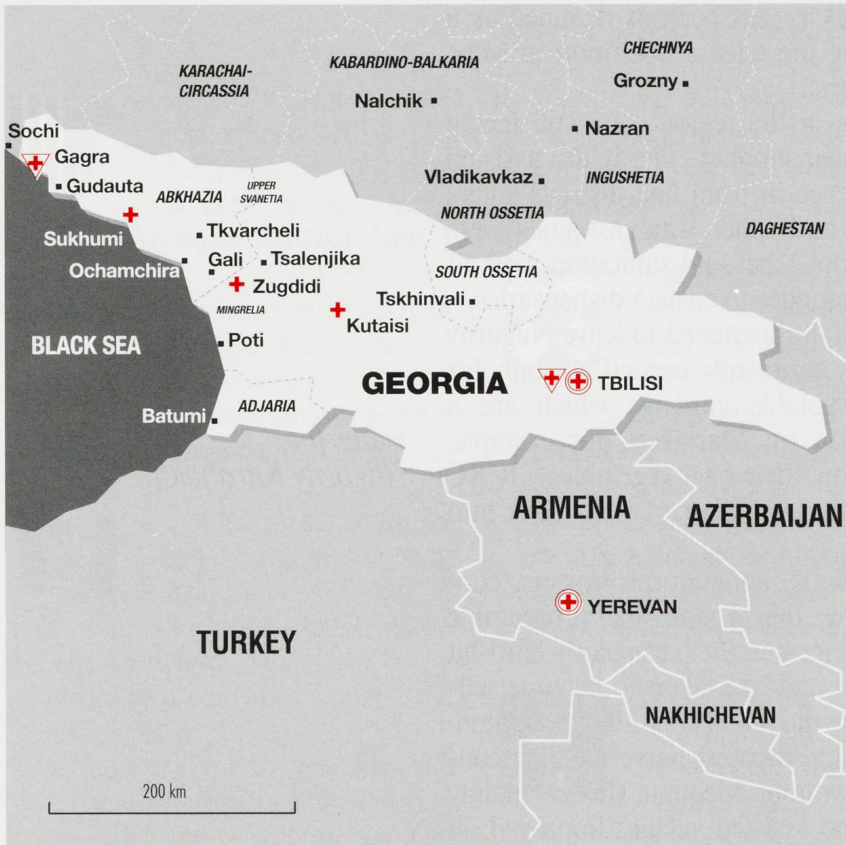 CHECHNYA
KARACHAI-
CIRCASSIA
KABARDINO-BALKARIA
Grozny
Nalchik
Nazran
Sochi
Gagra
Gudauta
ABKHAZIA
UPPER
SVANETIA
Vladikavkaz
INGUSHETIA
NORTH OSSETIA
DAGHESTAN
Sukhumi
Tkvarcheli
Ochamchira
Gali
Tsalenjika
Zugdidi
SOUTH OSSETIA
Tskhinvali
MINGRELIA
Kutaisi
BLACK SEA
Poti
GEORGIA
TBILISI
Batumi
ADJARIA
ARMENIA
AZERBAIJAN
YEREVAN
TURKEY
NAKHICHEVAN
200 km